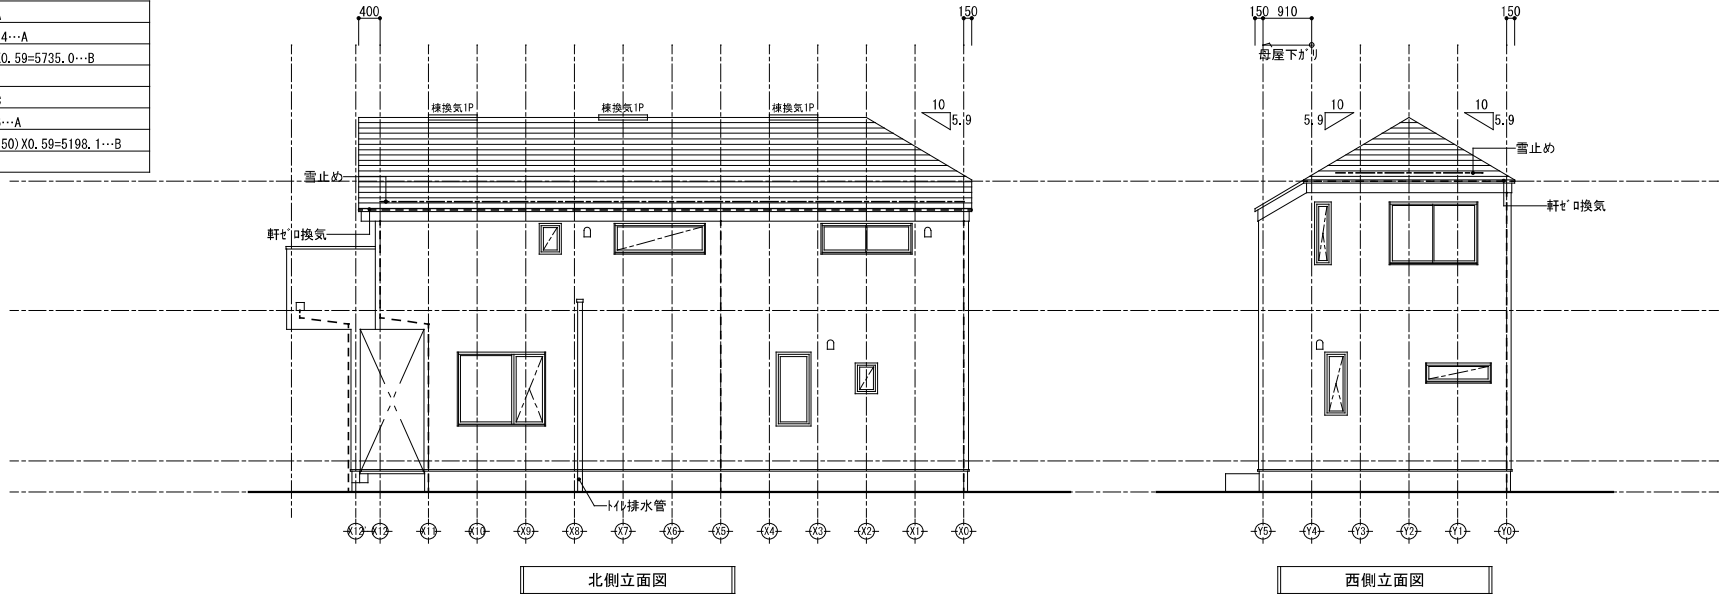 4…A
0.59=5735.0…B
…A
50)X0.59=5198.1…B
400
150
150 910
150
母屋下ガリ
棟換気1P
棟換気1P
棟換気1P
10
5.9
10
5.9
10
5.9
雪止め
雪止め
軒ゼロ換気
軒ゼロ換気
トイレ排水管
X12'
X12
X11
X10
X9
X8
X7
X6
X5
X4
X3
X2
X1
X0
Y5
Y4
Y3
Y2
Y1
Y0
北側立面図
西側立面図